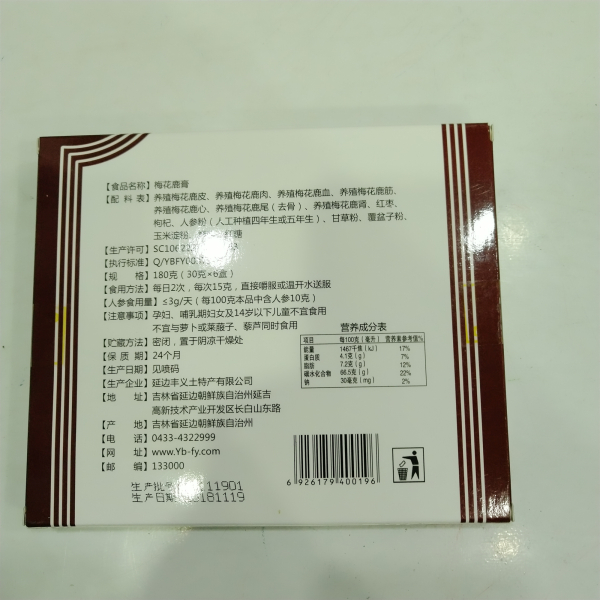 【食品名称】梅花鹿膏
【配 料 表】养殖梅花鹿皮、养殖梅花鹿肉、养殖梅花鹿血、养殖梅花鹿筋、
养殖梅花鹿心、养殖梅花鹿尾（去骨）、养殖梅花鹿肾、红枣、
枸杞、人参粉（人工种植四年生或五年生）、甘草粉、覆盆子粉、
玉米淀粉、
【生产许可】SC10622
【执行标准】Q/YBFY00
【规 格】180克（30克×6盒）
【食用方法】每日2次，每次15克，直接嚼服或温开水送服
【人参食用量】≤3g/天（每100克本品中含人参10克）
【注意事项】孕妇、哺乳期妇女及14岁以下儿童不宜食用
不宜与萝卜或莱菔子、藜芦同时食用
【贮藏方法】密闭，置于阴凉干燥处
【保 质 期】24个月
【生产日期】见喷码
【生产企业】延边丰义土特产有限公司
【地 址】吉林省延边朝鲜族自治州延吉
高新技术产业开发区长白山东路
【产 地】吉林省延边朝鲜族自治州
【电 话】0433-4322999
【网 址】www.Yb-fy.com
【邮 编】133000
营养成分表
项目 每100克（毫升） 营养素参考值%
能量 1467千焦（kJ） 17%
蛋白质 4.1克（g） 7%
脂肪 7.2克（g） 12%
碳水化合物 66.5克（g） 22%
钠 30毫克（mg） 2%
6 926179 400196
生产批号 11901
生产日期 181119